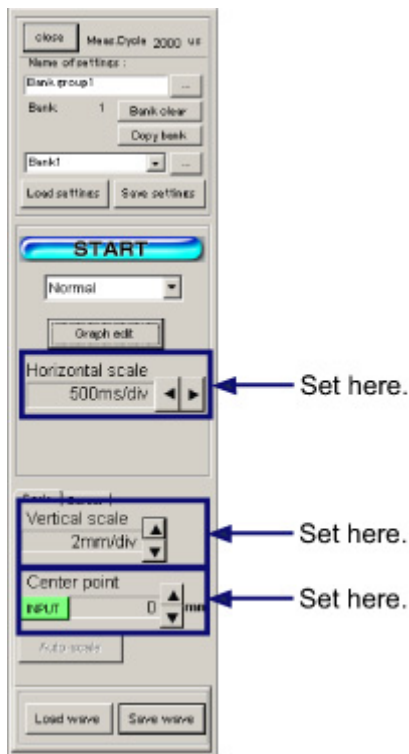 close Meas.Cycle 2000 us
Name of settings :
Bank group1 ...
Bank 1 Bank clear
Copy bank
Bank1 ...
Load settings Save settings
START
Normal
Graph edit
Horizontal scale
500ms/div Set here.
Vertical scale
2mm/div Set here.
Center point
INPUT 0 mm Set here.
Auto-scale
Load wave Save wave